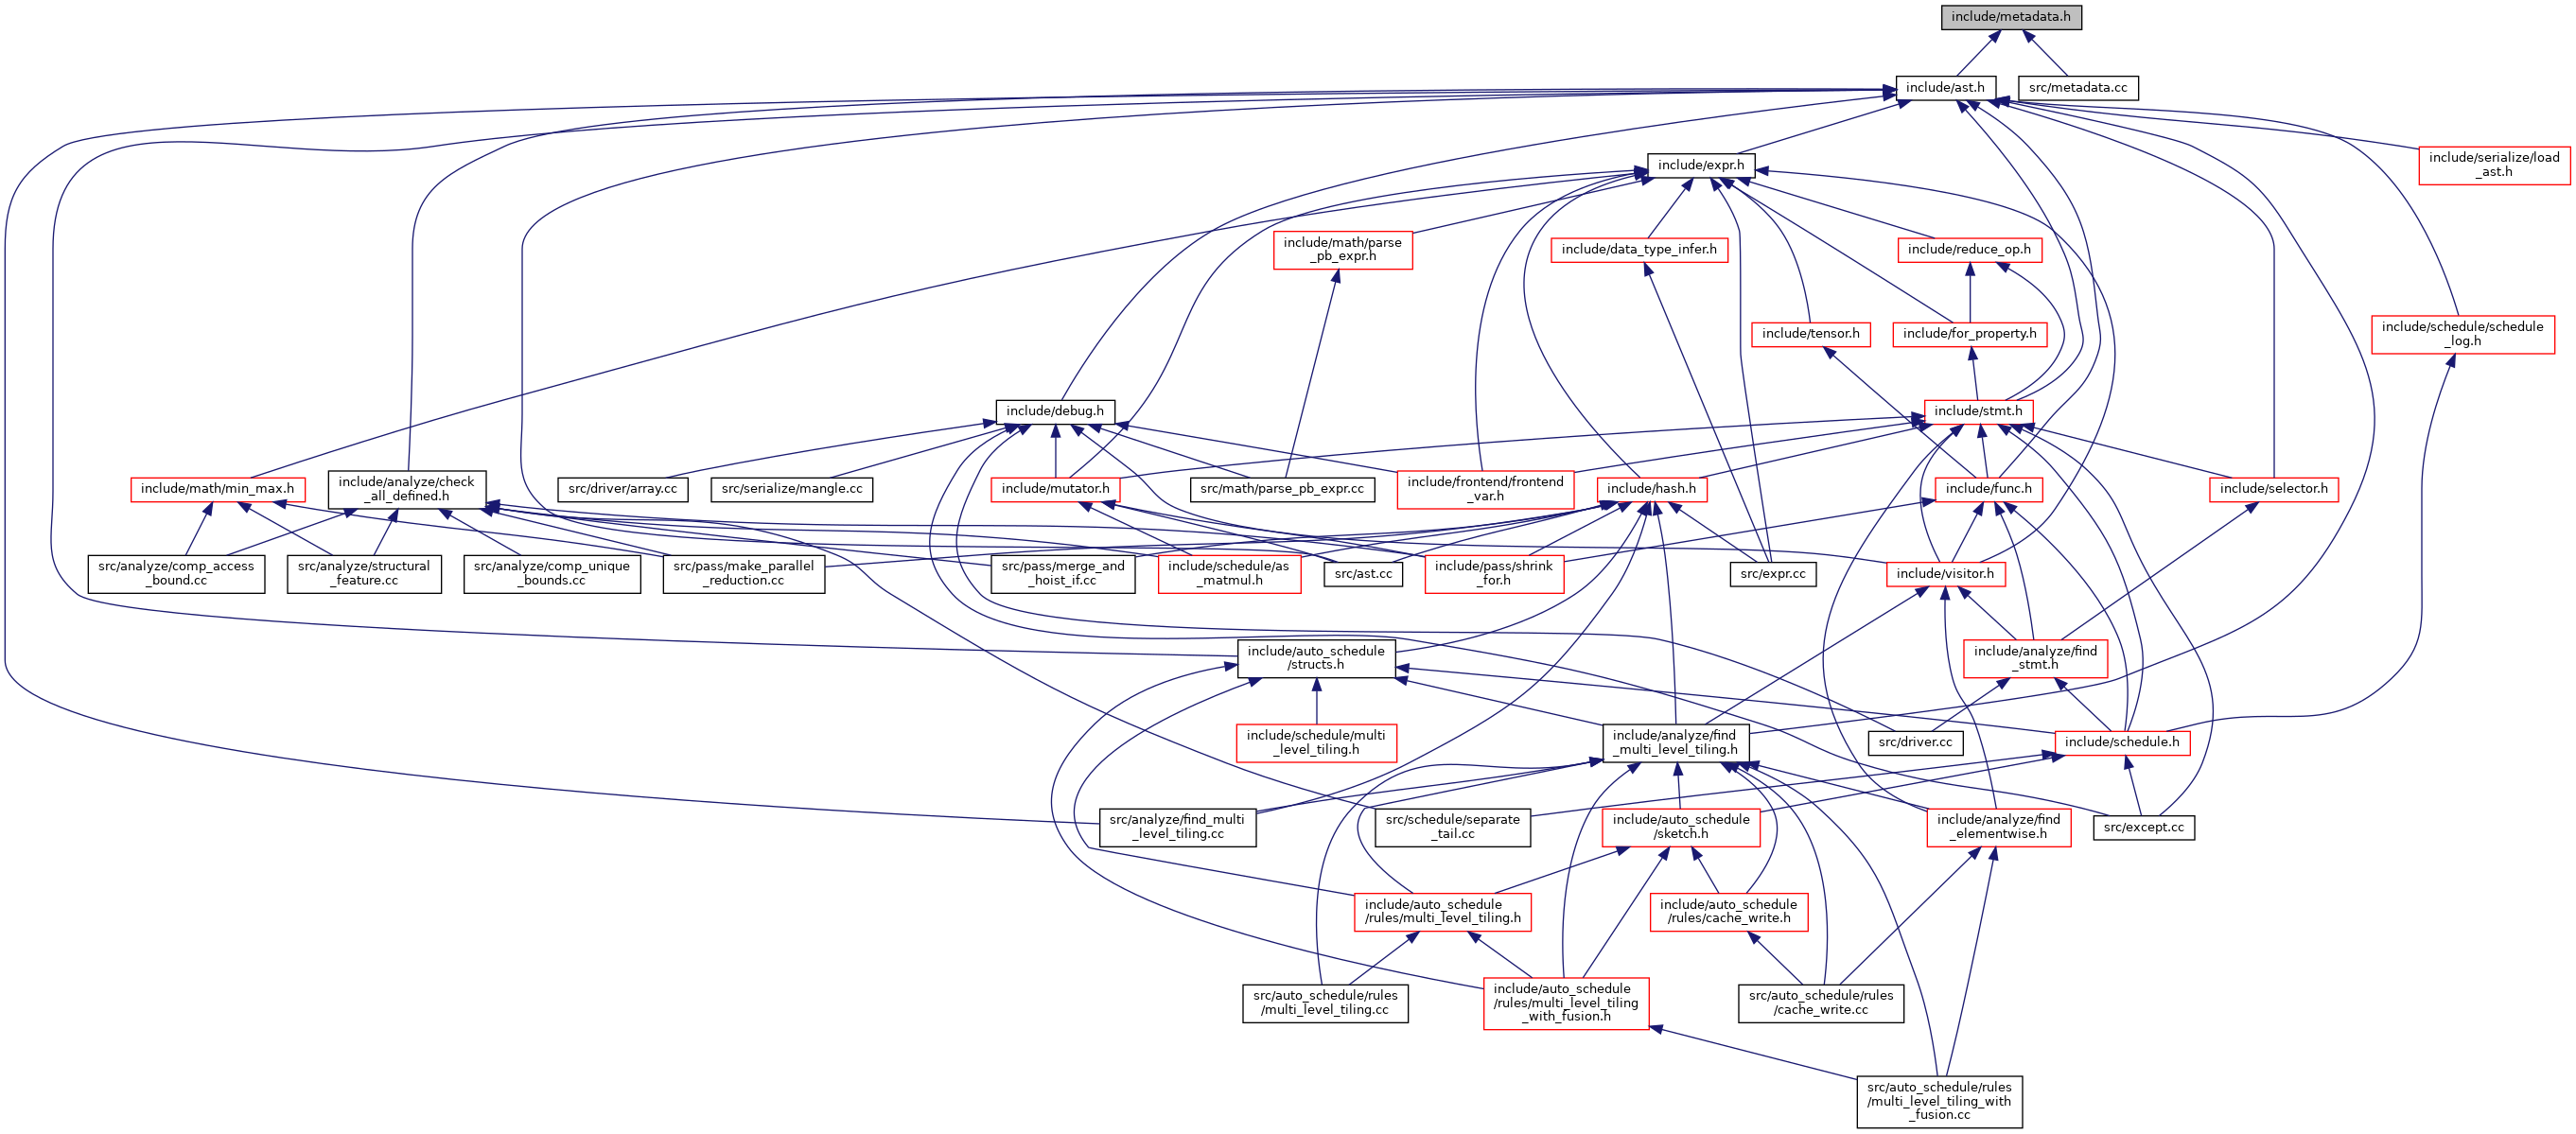 include/metadata.h
include/ast.h
src/metadata.cc
include/expr.h
include/serialize/load
_ast.h
include/math/parse
_pb_expr.h
include/data_type_infer.h
include/reduce_op.h
include/tensor.h
include/for_property.h
include/schedule/schedule
_log.h
include/debug.h
include/stmt.h
include/math/min_max.h
include/analyze/check
_all_defined.h
src/driver/array.cc
src/serialize/mangle.cc
include/mutator.h
src/math/parse_pb_expr.cc
include/frontend/frontend
_var.h
include/hash.h
include/func.h
include/selector.h
src/analyze/comp_access
_bound.cc
src/analyze/structural
_feature.cc
src/analyze/comp_unique
_bounds.cc
src/pass/make_parallel
_reduction.cc
src/pass/merge_and
_hoist_if.cc
include/schedule/as
_matmul.h
src/ast.cc
include/pass/shrink
_for.h
src/expr.cc
include/visitor.h
include/auto_schedule
/structs.h
include/analyze/find
_stmt.h
include/schedule/multi
_level_tiling.h
include/analyze/find
_multi_level_tiling.h
src/driver.cc
include/schedule.h
src/analyze/find_multi
_level_tiling.cc
src/schedule/separate
_tail.cc
include/auto_schedule
/sketch.h
include/analyze/find
_elementwise.h
src/except.cc
include/auto_schedule
/rules/multi_level_tiling.h
include/auto_schedule
/rules/cache_write.h
src/auto_schedule/rules
/multi_level_tiling.cc
include/auto_schedule
/rules/multi_level_tiling
_with_fusion.h
src/auto_schedule/rules
/cache_write.cc
src/auto_schedule/rules
/multi_level_tiling_with
_fusion.cc